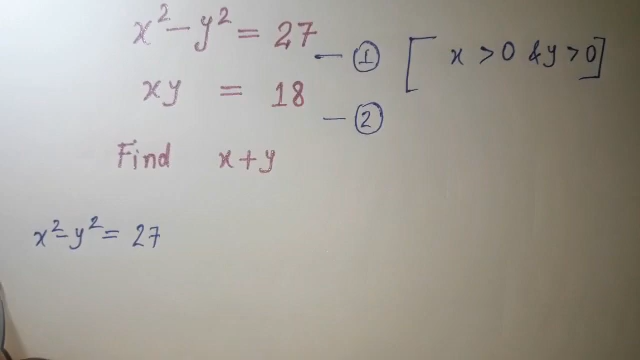 x² - y² = 27 — ① [ x > 0 & y > 0 ]
xy = 18 — ②
Find x + y
x² - y² = 27